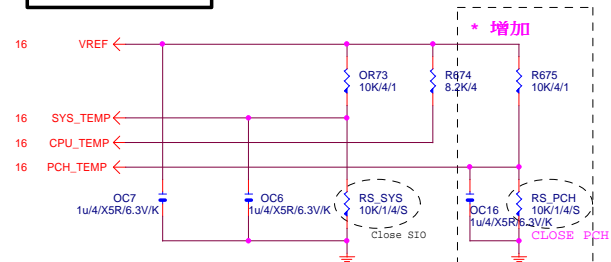 * 增加
16 VREF
OR73
10K/4/1
R674
8.2K/4
R675
10K/4/1
16 SYS_TEMP
16 CPU_TEMP
16 PCH_TEMP
OC7
1u/4/X5R/6.3V/K
OC6
1u/4/X5R/6.3V/K
RS_SYS
10K/1/4/S
Close SIO
OC16
1u/4/X5R/6.3V/K
RS_PCH
10K/1/4/S
CLOSE PCH